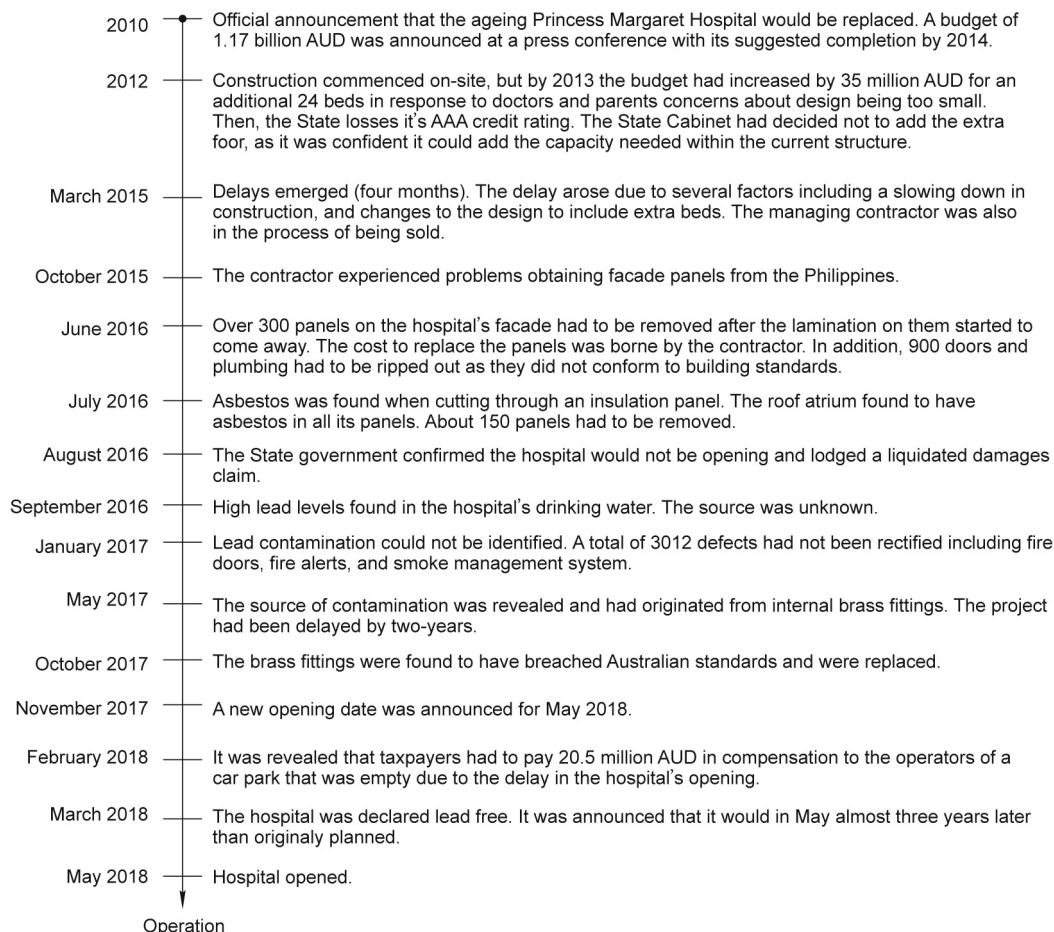 2010
Official announcement that the ageing Princess Margaret Hospital would be replaced. A budget of
1.17 billion AUD was announced at a press conference with its suggested completion by 2014.
2012
Construction commenced on-site, but by 2013 the budget had increased by 35 million AUD for an
additional 24 beds in response to doctors and parents concerns about design being too small.
Then, the State losses it's AAA credit rating. The State Cabinet had decided not to add the extra
foor, as it was confident it could add the capacity needed within the current structure.
March 2015
Delays emerged (four months). The delay arose due to several factors including a slowing down in
construction, and changes to the design to include extra beds. The managing contractor was also
in the process of being sold.
October 2015
The contractor experienced problems obtaining facade panels from the Philippines.
June 2016
Over 300 panels on the hospital's facade had to be removed after the lamination on them started to
come away. The cost to replace the panels was borne by the contractor. In addition, 900 doors and
plumbing had to be ripped out as they did not conform to building standards.
July 2016
Asbestos was found when cutting through an insulation panel. The roof atrium found to have
asbestos in all its panels. About 150 panels had to be removed.
August 2016
The State government confirmed the hospital would not be opening and lodged a liquidated damages
claim.
September 2016
High lead levels found in the hospital's drinking water. The source was unknown.
January 2017
Lead contamination could not be identified. A total of 3012 defects had not been rectified including fire
doors, fire alerts, and smoke management system.
May 2017
The source of contamination was revealed and had originated from internal brass fittings. The project
had been delayed by two-years.
October 2017
The brass fittings were found to have breached Australian standards and were replaced.
November 2017
A new opening date was announced for May 2018.
February 2018
It was revealed that taxpayers had to pay 20.5 million AUD in compensation to the operators of a
car park that was empty due to the delay in the hospital's opening.
March 2018
The hospital was declared lead free. It was announced that it would in May almost three years later
than originaly planned.
May 2018
Hospital opened.
Operation